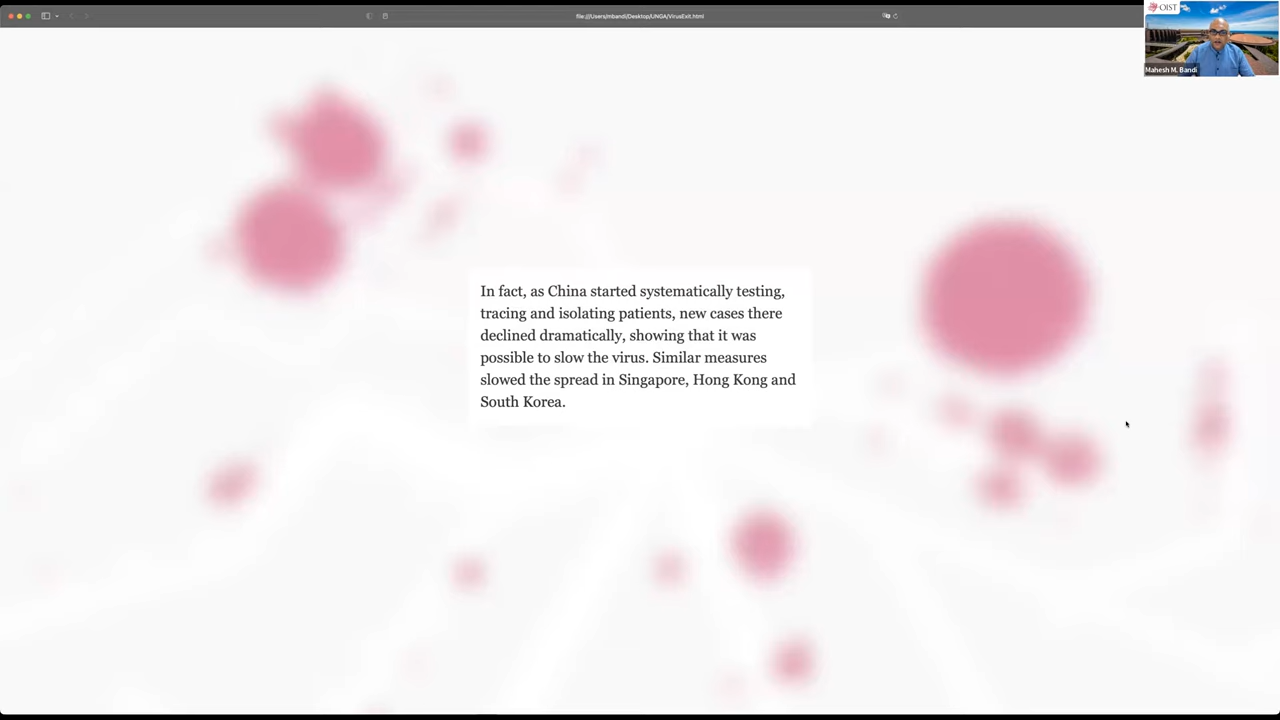 file:///Users/mbandi/Desktop/UNGA/VirusExit.html
OIST
Mahesh M. Bandi
In fact, as China started systematically testing,
tracing and isolating patients, new cases there
declined dramatically, showing that it was
possible to slow the virus. Similar measures
slowed the spread in Singapore, Hong Kong and
South Korea.